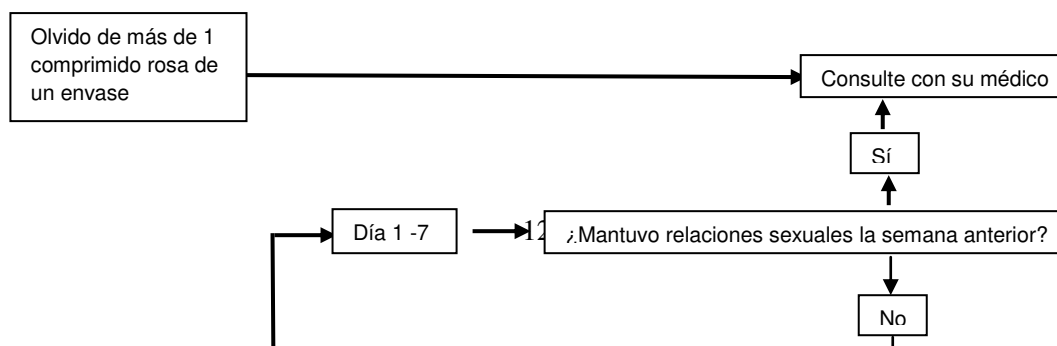 Olvido de más de 1
comprimido rosa de
un envase
Consulte con su médico
Sí
Día 1 -7
12
¿Mantuvo relaciones sexuales la semana anterior?
No